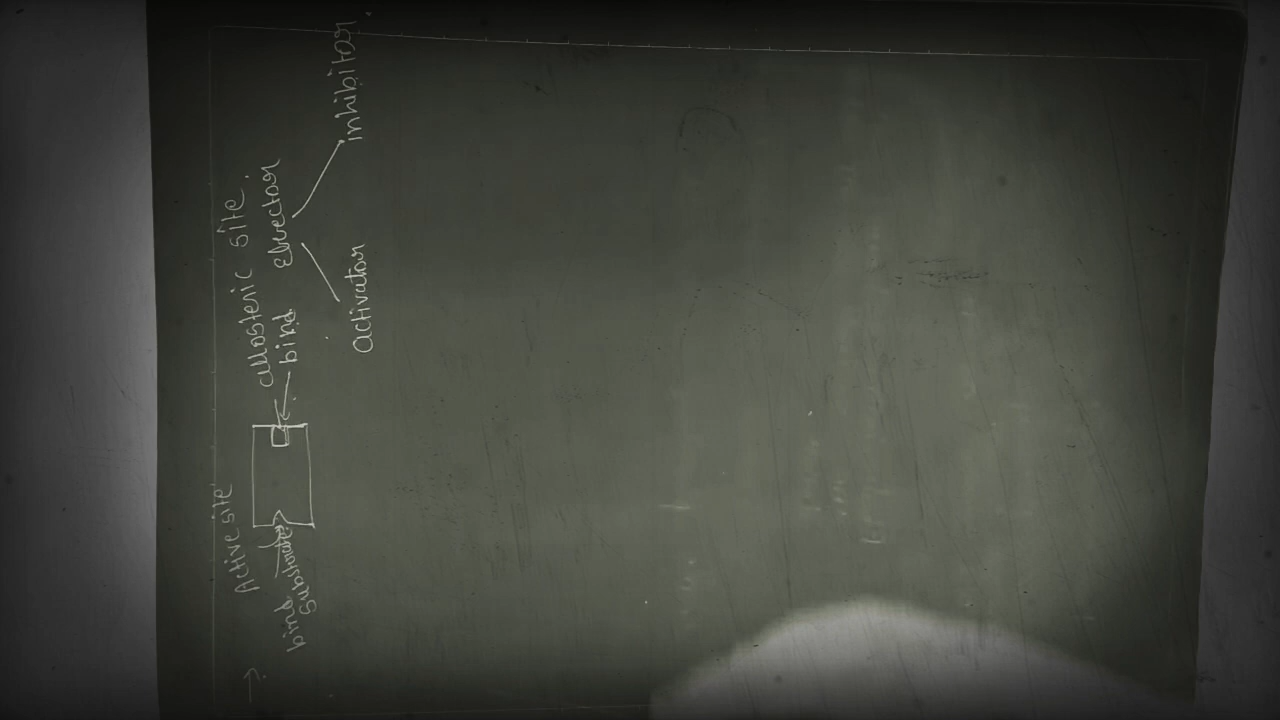 → Active site allosteric site.
bind substrate
bind Effector
activator inhibitor.